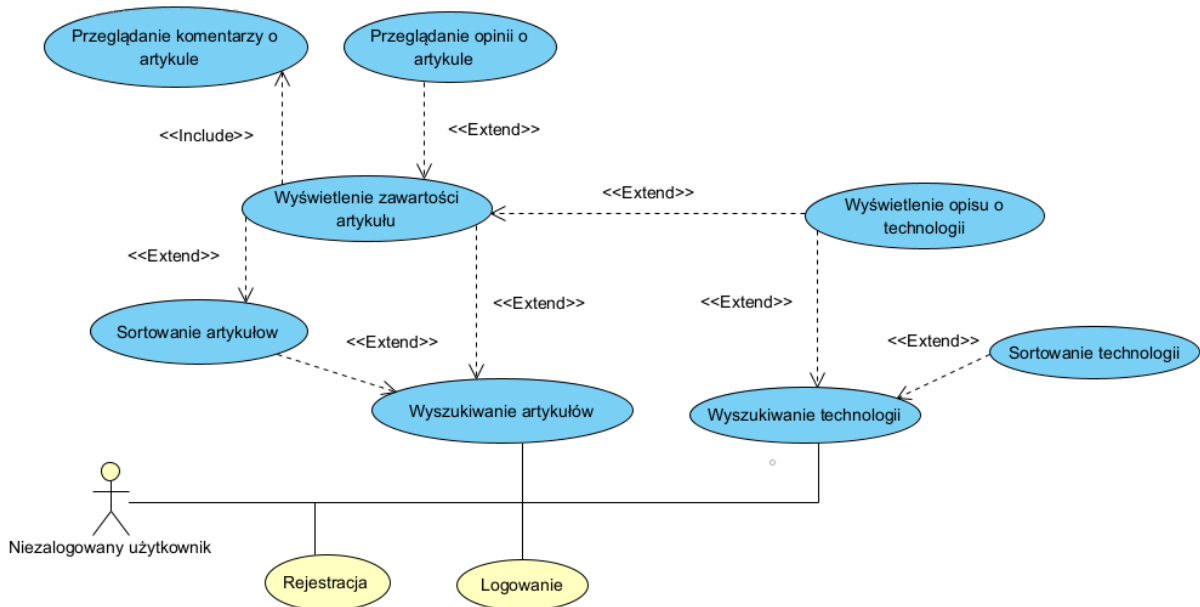 Przeglądanie komentarzy o
artykule
Przeglądanie opinii o
artykule
<<Include>>
<<Extend>>
Wyświetlenie zawartości
artykułu
<<Extend>>
Wyświetlenie opisu o
technologii
<<Extend>>
<<Extend>>
<<Extend>>
Sortowanie artykułow
<<Extend>>
<<Extend>>
Sortowanie technologii
Wyszukiwanie artykułów
Wyszukiwanie technologii
Niezalogowany użytkownik
Rejestracja
Logowanie